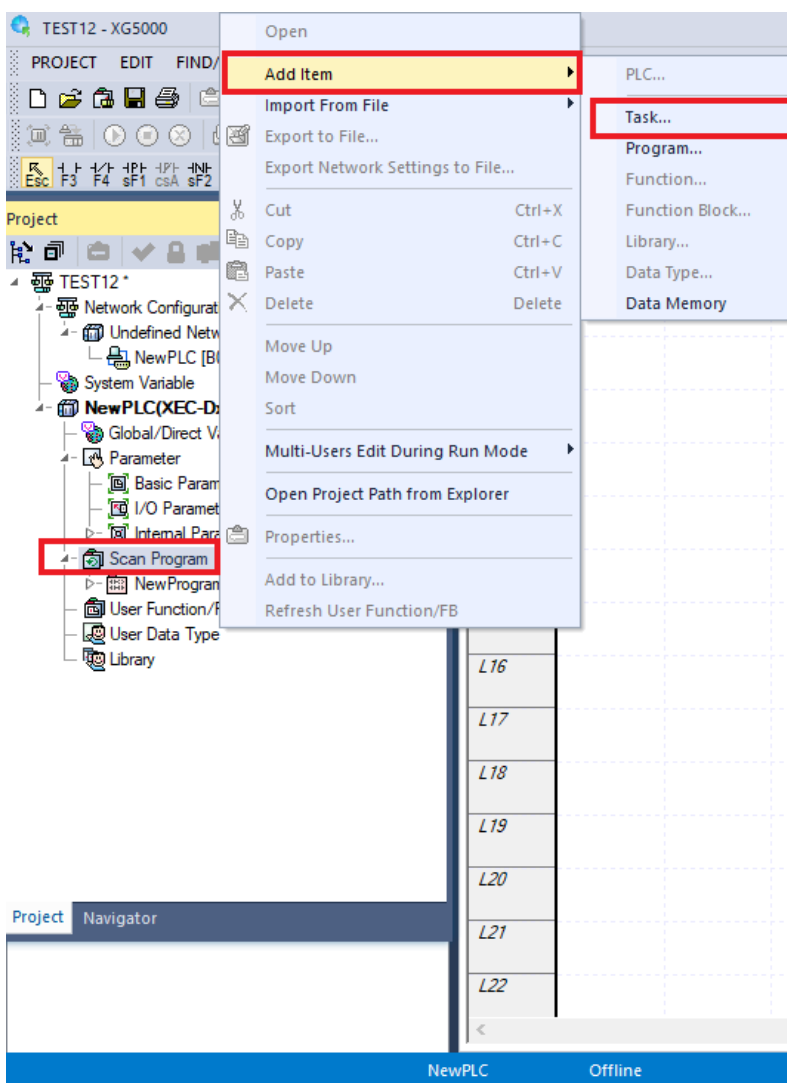 TEST12 - XG5000
PROJECT EDIT FIND/
Esc F3 F4 sF1 csA sF2
Project
TEST12 *
Network Configurat
Undefined Netw
NewPLC [B0
System Variable
NewPLC(XEC-Dx
Global/Direct Va
Parameter
Basic Param
I/O Paramet
Internal Para
Scan Program
NewProgram
User Function/F
User Data Type
Library
Project Navigator
Open
Add Item
Import From File
Export to File...
Export Network Settings to File...
Cut Ctrl+X
Copy Ctrl+C
Paste Ctrl+V
Delete Delete
Move Up
Move Down
Sort
Multi-Users Edit During Run Mode
Open Project Path from Explorer
Properties...
Add to Library...
Refresh User Function/FB
PLC...
Task...
Program...
Function...
Function Block...
Library...
Data Type...
Data Memory
L16
L17
L18
L19
L20
L21
L22
NewPLC Offline